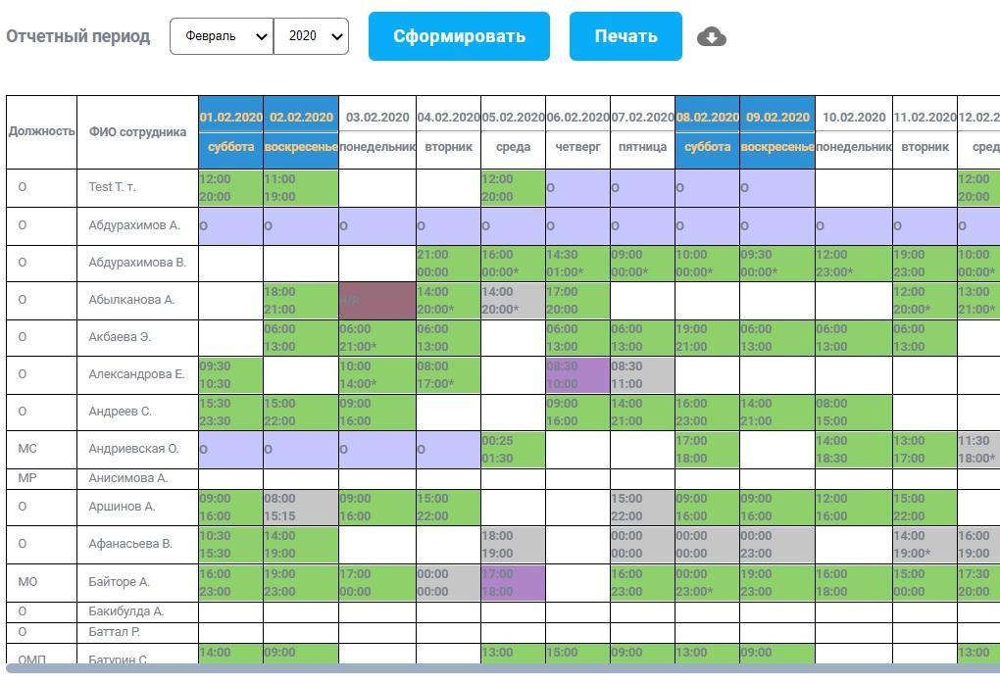 Отчетный период Февраль 2020 Сформировать Печать
Должность ФИО сотрудника 01.02.2020 02.02.2020 03.02.2020 04.02.2020 05.02.2020 06.02.2020 07.02.2020 08.02.2020 09.02.2020 10.02.2020 11.02.2020 12.02.2
суббота воскресенье понедельник вторник среда четверг пятница суббота воскресенье понедельник вторник сред
12:00 11:00 12:00 12:00
О Test Т. т. О О О О
20:00 19:00 20:00 20:00
О Абдурахимов А. О О О О О О О О О О О О
21:00 16:00 14:30 09:00 10:00 09:30 12:00 19:00 10:00
О Абдурахимова В.
00:00 00:00* 01:00* 00:00* 00:00* 00:00* 23:00* 23:00 00:00*
18:00 14:00 14:00 17:00 12:00 13:00
О Абылканова А.
21:00 20:00* 20:00* 20:00 20:00* 21:00*
06:00 06:00 06:00 06:00 06:00 19:00 06:00 06:00 06:00
О Акбаева Э.
13:00 21:00* 13:00 13:00 13:00 21:00 13:00 13:00 13:00
09:30 10:00 08:00 08:30 08:30
О Александрова Е.
10:30 14:00* 17:00* 10:00 11:00
15:30 15:00 09:00 09:00 14:00 16:00 14:00 08:00
О Андреев С.
23:30 22:00 16:00 16:00 21:00 23:00 21:00 15:00
00:25 17:00 14:00 13:00 11:30
МС Андриевская О. О О О О
01:30 18:00 18:30 17:00 18:00*
МР Анисимова А.
09:00 08:00 09:00 15:00 15:00 09:00 09:00 12:00 15:00
О Аршинов А.
16:00 15:15 16:00 22:00 22:00 16:00 16:00 16:00 22:00
10:30 14:00 18:00 00:00 00:00 00:00 14:00 16:00
О Афанасьева В.
15:30 19:00 19:00 00:00 00:00 23:00 19:00* 19:00
16:00 19:00 17:00 00:00 17:00 16:00 00:00 19:00 16:00 15:00 17:30
МО Байторе А.
23:00 23:00 00:00 00:00 18:00 23:00 23:00* 23:00 18:00 00:00 20:00
О Бакибулда А.
О Баттал Р.
14:00 09:00 13:00 15:00 09:00 13:00 09:00 13:00
ОМП Батурин С